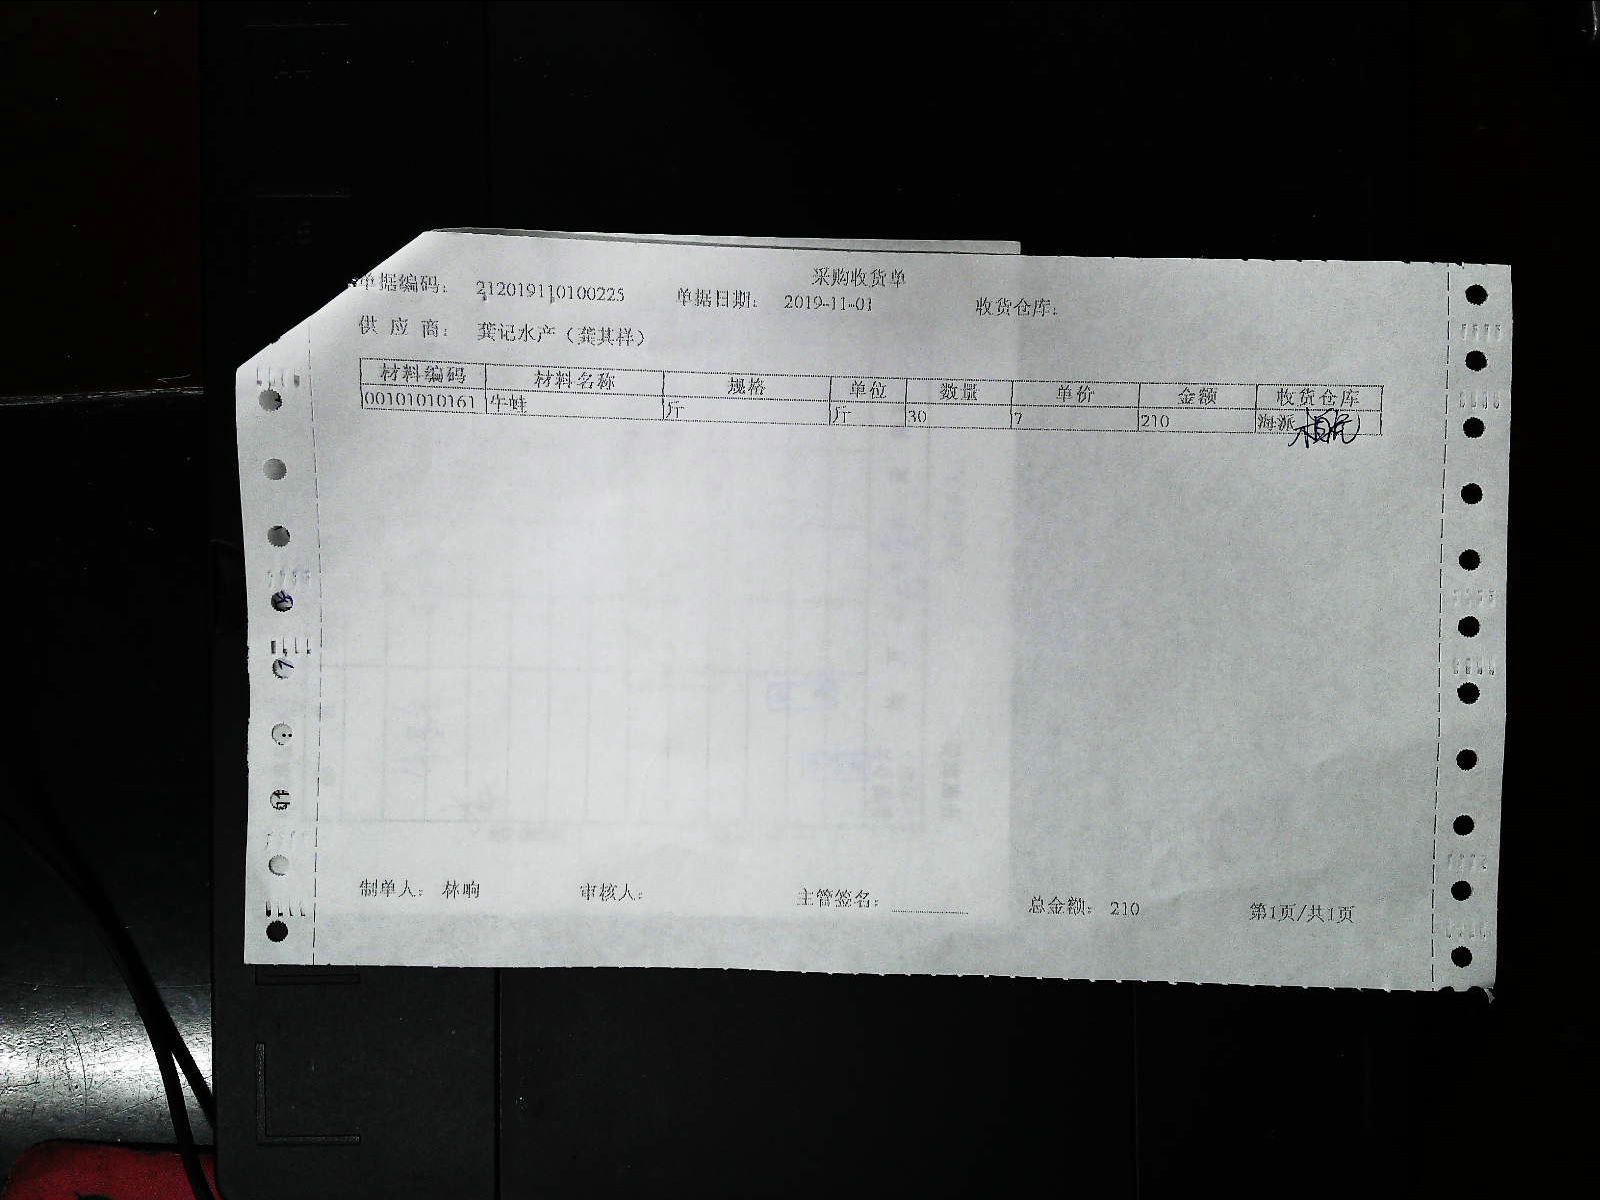 采购收货单
单据编码： 212019110100225 单据日期： 2019-11-01 收货仓库：
供 应 商： 龚记水产（龚其样）
材料编码 材料名称 规格 单位 数量 单价 金额 收货仓库
00101010161 牛蛙 斤 斤 30 7 210 海派
制单人： 林响 审核人： 主管签名： 总金额： 210 第1页/共1页